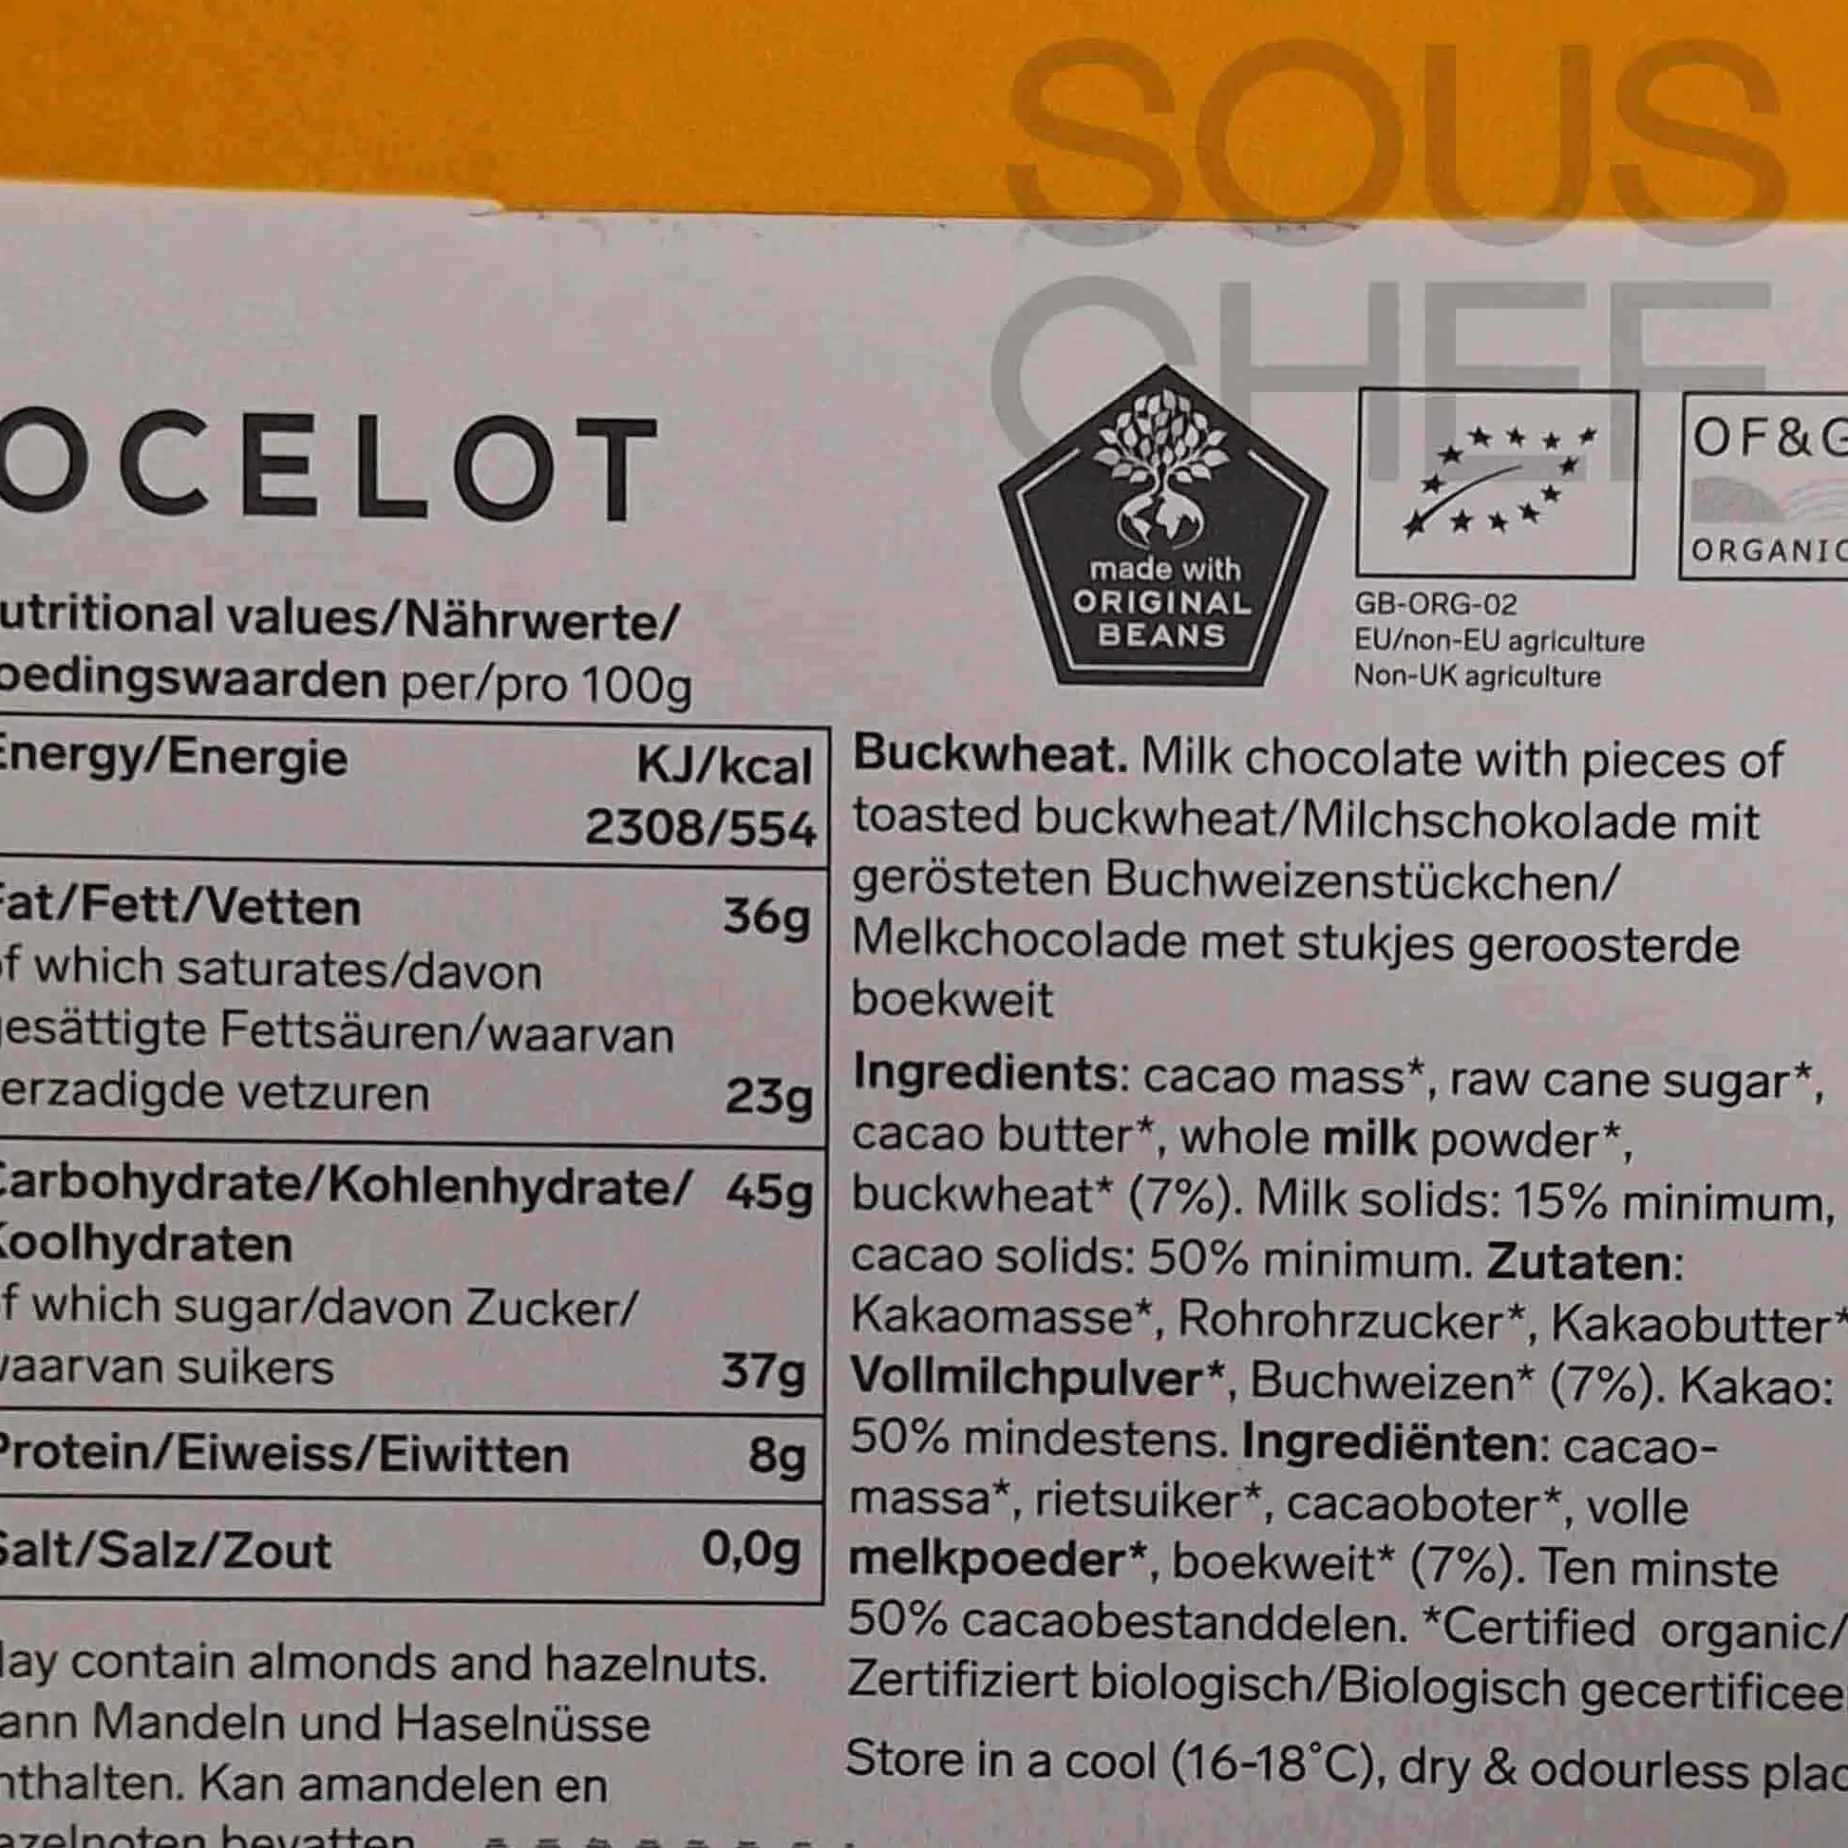 SOUS
CHEF
OCELOT
made with
ORIGINAL
BEANS
OF&G
ORGANIC
GB-ORG-02
EU/non-EU agriculture
Non-UK agriculture
utritional values/Nährwerte/
oedingswaarden per/pro 100g
Energy/Energie KJ/kcal
2308/554
Fat/Fett/Vetten 36g
of which saturates/davon
gesättigte Fettsäuren/waarvan
erzadigde vetzuren 23g
Carbohydrate/Kohlenhydrate/ 45g
Koolhydraten
of which sugar/davon Zucker/
waarvan suikers 37g
Protein/Eiweiss/Eiwitten 8g
Salt/Salz/Zout 0,0g
May contain almonds and hazelnuts.
ann Mandeln und Haselnüsse
nthalten. Kan amandelen en
azelnoten bevatten
Buckwheat. Milk chocolate with pieces of
toasted buckwheat/Milchschokolade mit
gerösteten Buchweizenstückchen/
Melkchocolade met stukjes geroosterde
boekweit
Ingredients: cacao mass*, raw cane sugar*,
cacao butter*, whole milk powder*,
buckwheat* (7%). Milk solids: 15% minimum,
cacao solids: 50% minimum. Zutaten:
Kakaomasse*, Rohrohrzucker*, Kakaobutter*
Vollmilchpulver*, Buchweizen* (7%). Kakao:
50% mindestens. Ingrediënten: cacao-
massa*, rietsuiker*, cacaoboter*, volle
melkpoeder*, boekweit* (7%). Ten minste
50% cacaobestanddelen. *Certified organic/
Zertifiziert biologisch/Biologisch gecertificee
Store in a cool (16-18°C), dry & odourless plac